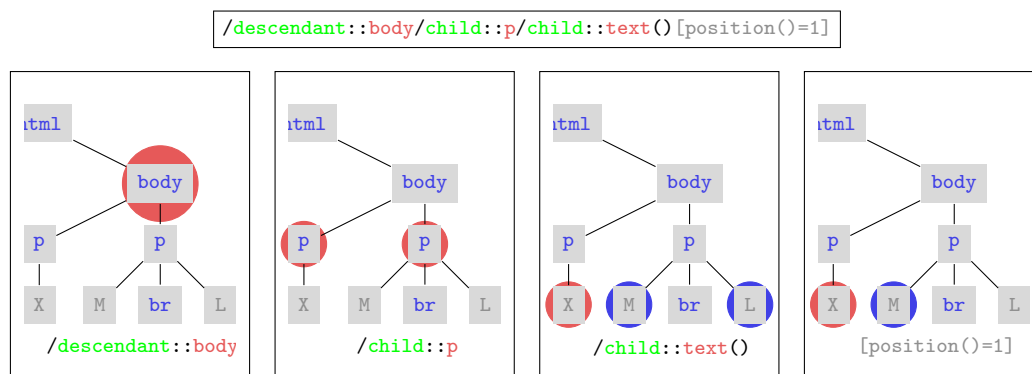 /descendant::body/child::p/child::text()[position()=1]
html
body
p p
X M br L
/descendant::body
html
body
p p
X M br L
/child::p
html
body
p p
X M br L
/child::text()
html
body
p p
X M br L
[position()=1]